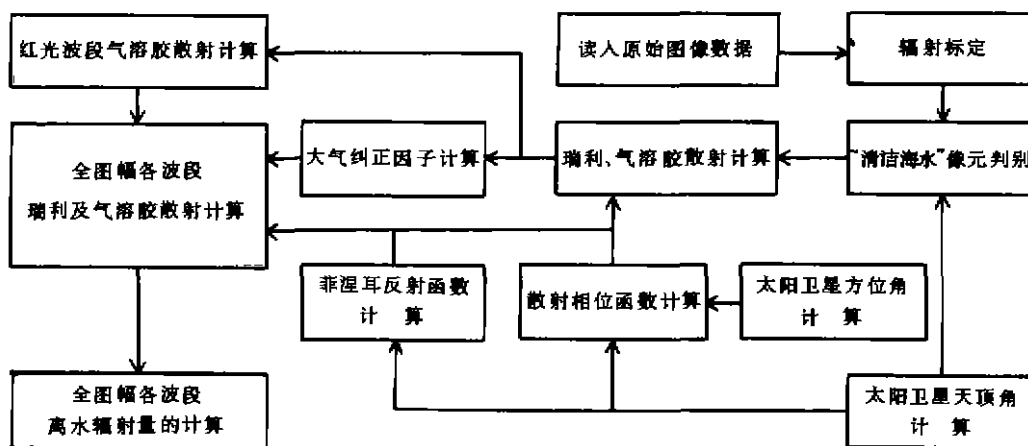 红光波段气溶胶散射计算
读入原始图像数据
辐射标定
全图幅各波段
瑞利及气溶胶散射计算
大气纠正因子计算
瑞利、气溶胶散射计算
“清洁海水”像元判别
菲涅耳反射函数
计 算
散射相位函数计算
太阳卫星方位角
计 算
全图幅各波段
离水辐射量的计算
太阳卫星天顶角
计 算